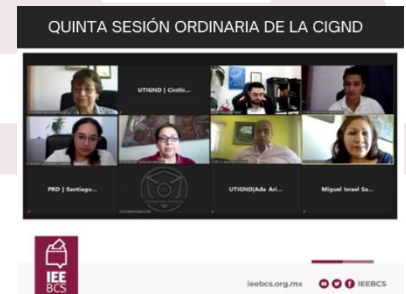 QUINTA SESIÓN ORDINARIA DE LA CIGND
UTIGND | Cinthi...
PRD | Santiago...
UTIGND|Ada Ari...
Miguel Israel Sa...
IEE
BCS
ieebcs.org.mx
IEEBCS